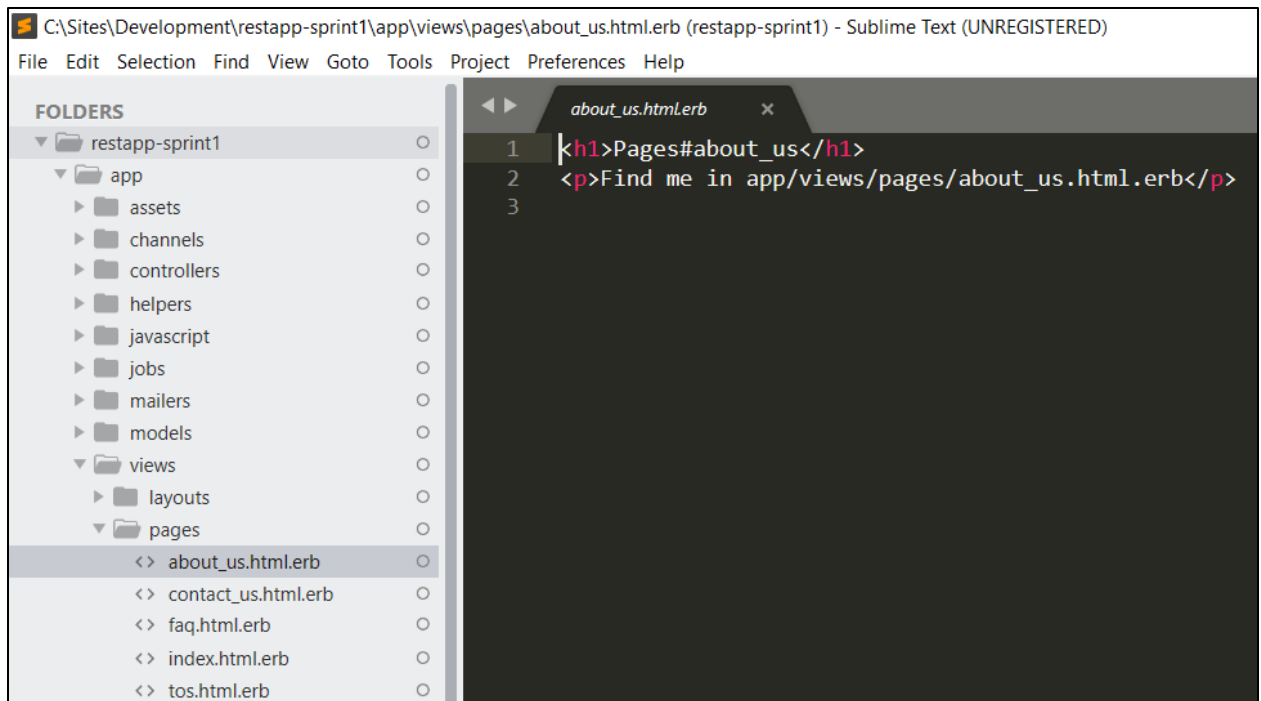 C:\Sites\Development\restapp-sprint1\app\views\pages\about_us.html.erb (restapp-sprint1) - Sublime Text (UNREGISTERED)
File Edit Selection Find View Goto Tools Project Preferences Help
FOLDERS
restapp-sprint1
app
assets
channels
controllers
helpers
javascript
jobs
mailers
models
views
layouts
pages
about_us.html.erb
contact_us.html.erb
faq.html.erb
index.html.erb
tos.html.erb
about_us.html.erb
1 <h1>Pages#about_us</h1>
2 <p>Find me in app/views/pages/about_us.html.erb</p>
3